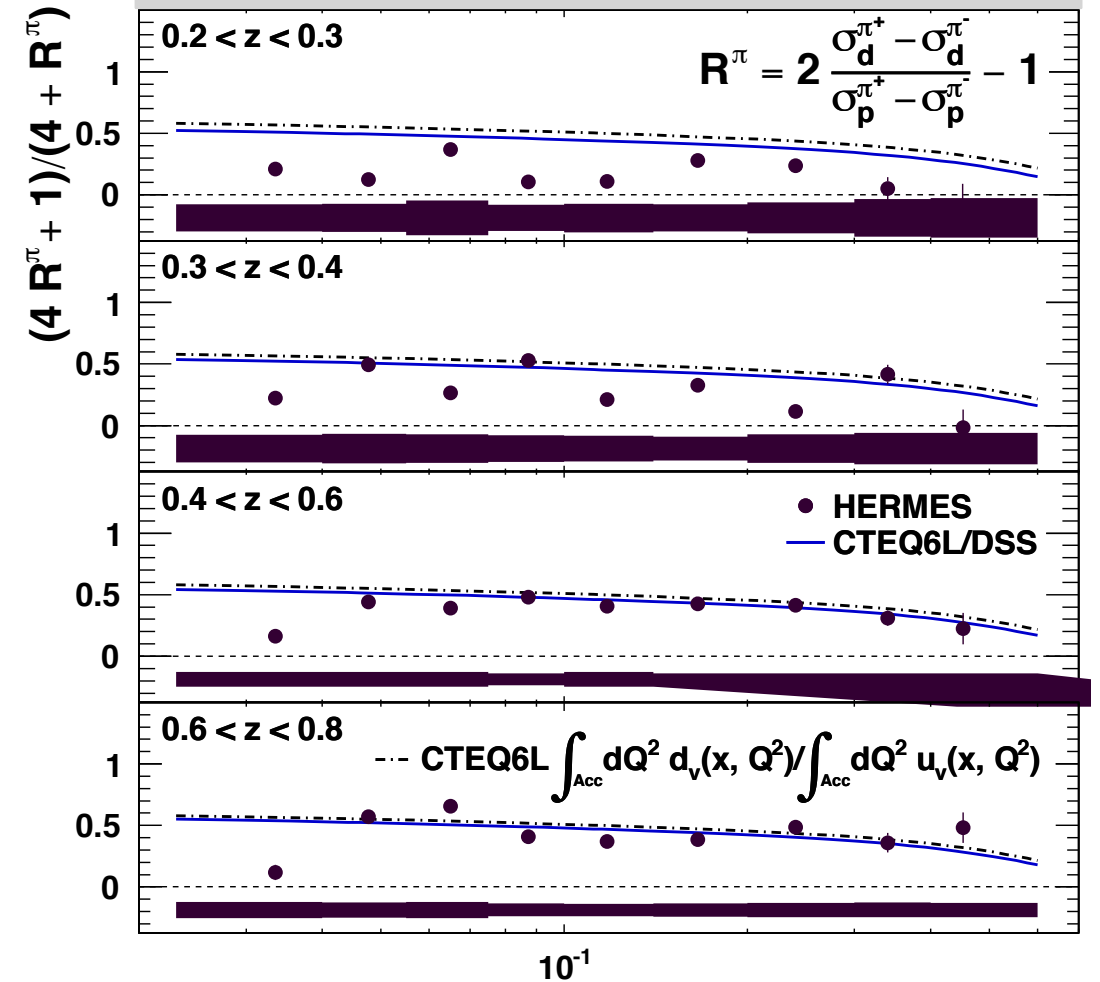 (4 R^π + 1)/(4 + R^π)
0.2 < z < 0.3
R^π = 2 (σ_d^{π+} − σ_d^{π-})/(σ_p^{π+} − σ_p^{π-}) − 1
1
0.5
0
0.3 < z < 0.4
1
0.5
0
0.4 < z < 0.6
HERMES
1
CTEQ6L/DSS
0.5
0
0.6 < z < 0.8
1
CTEQ6L ∫_Acc dQ² d_v(x, Q²)/∫_Acc dQ² u_v(x, Q²)
0.5
0
10⁻¹